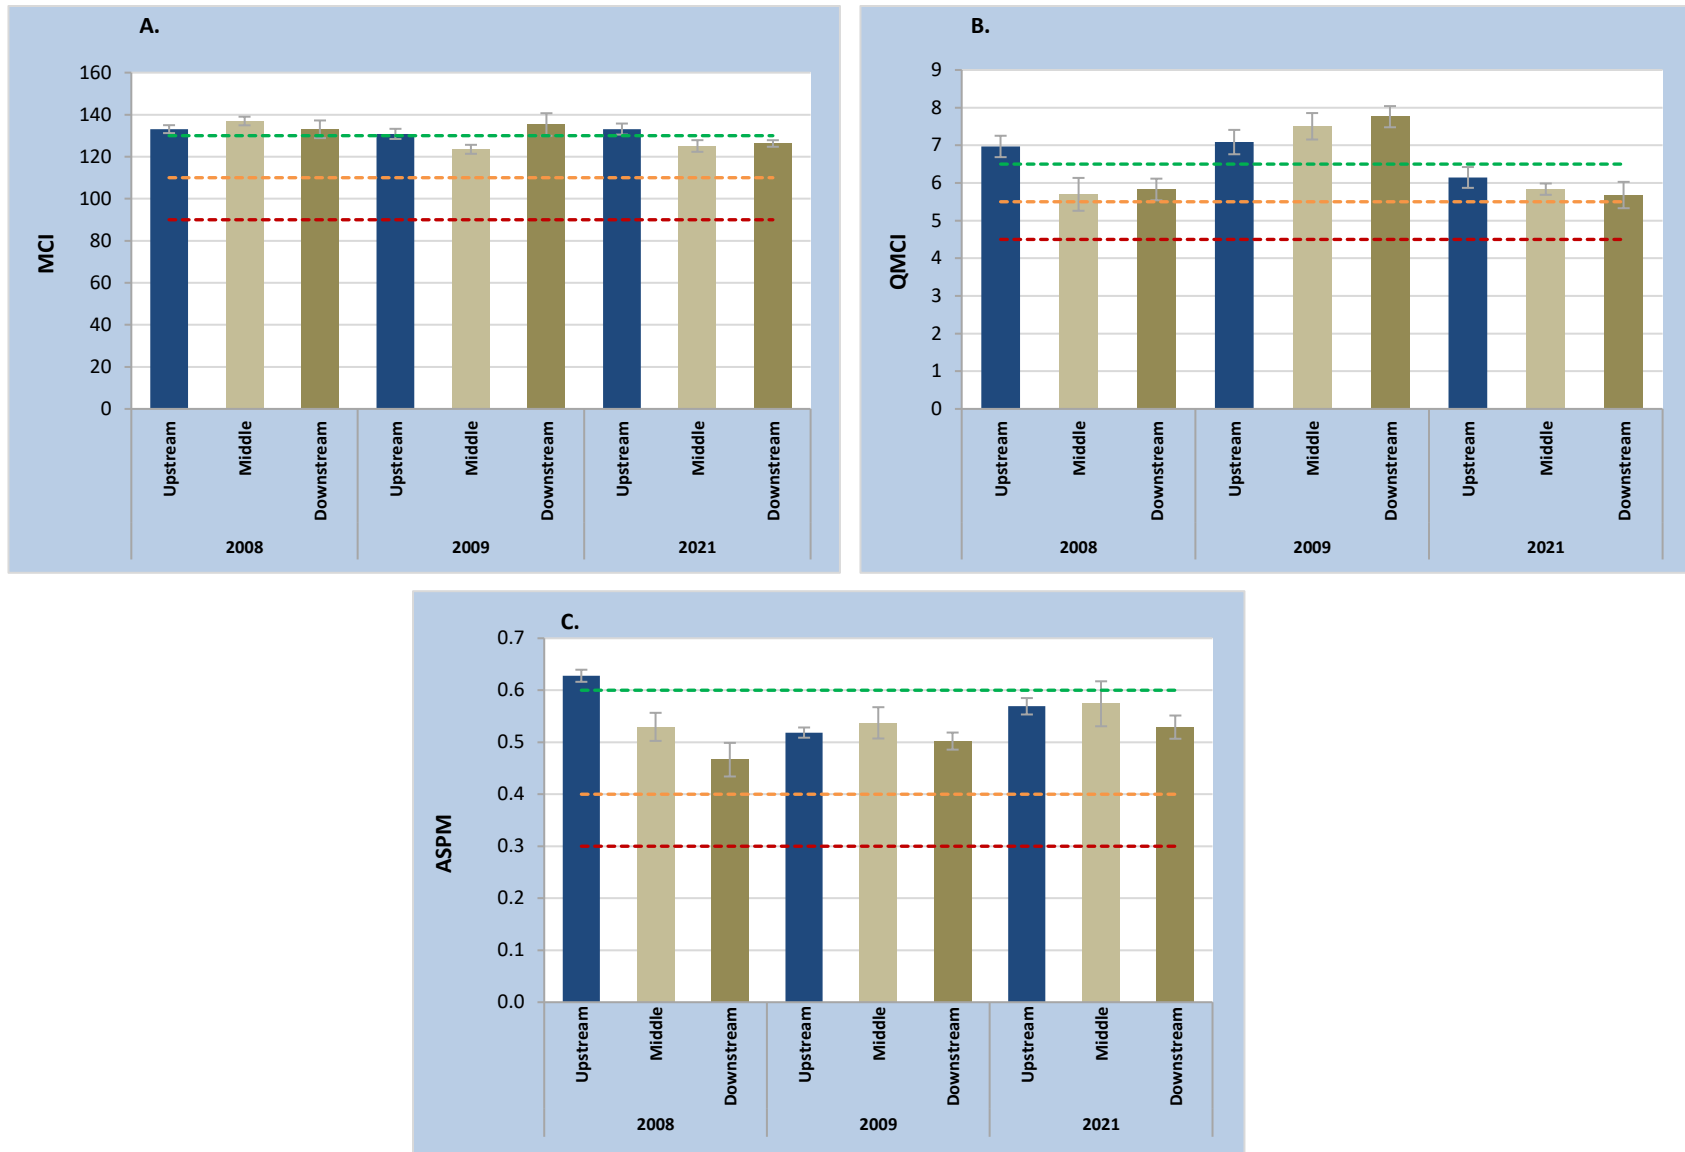 A.
MCI
160
140
120
100
80
60
40
20
0
Upstream Middle Downstream Upstream Middle Downstream Upstream Middle Downstream
2008 2009 2021
B.
QMCI
9
8
7
6
5
4
3
2
1
0
Upstream Middle Downstream Upstream Middle Downstream Upstream Middle Downstream
2008 2009 2021
C.
ASPM
0.7
0.6
0.5
0.4
0.3
0.2
0.1
0.0
Upstream Middle Downstream Upstream Middle Downstream Upstream Middle Downstream
2008 2009 2021